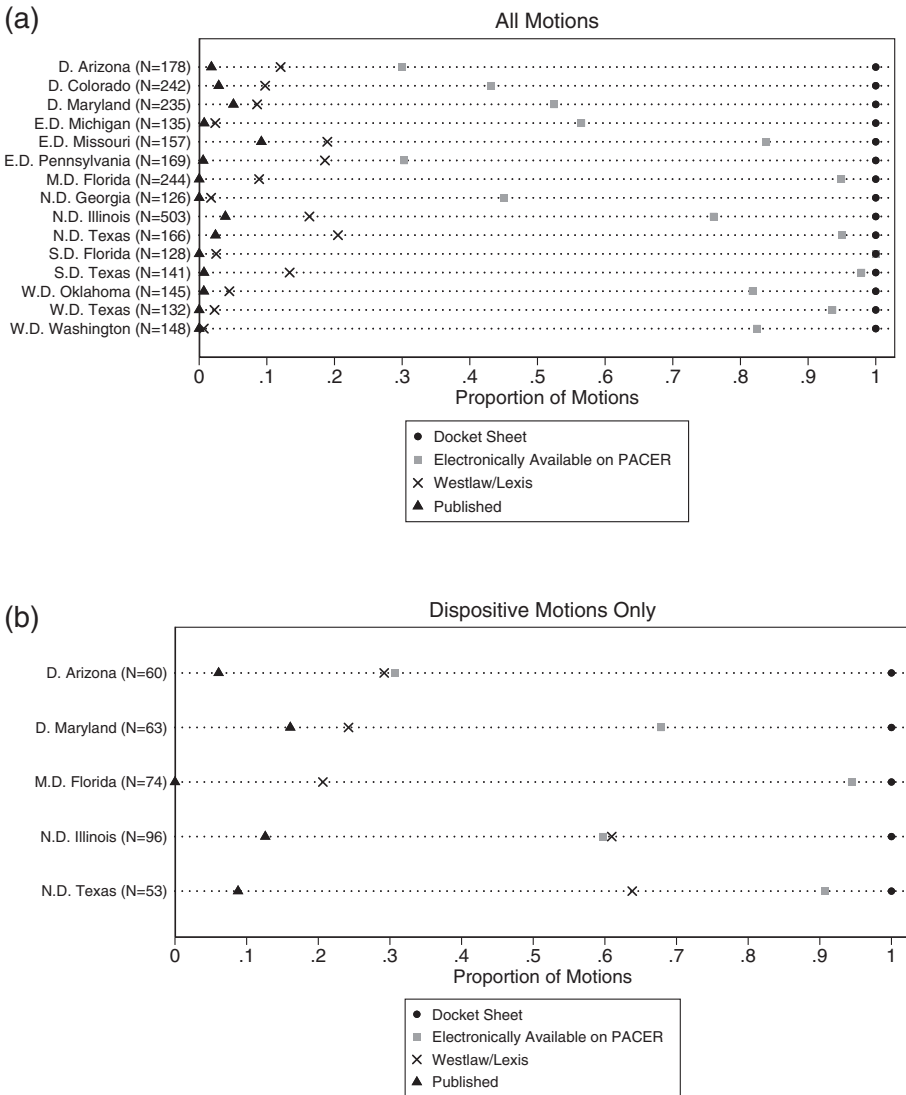 (a)
All Motions
D. Arizona (N=178)
D. Colorado (N=242)
D. Maryland (N=235)
E.D. Michigan (N=135)
E.D. Missouri (N=157)
E.D. Pennsylvania (N=169)
M.D. Florida (N=244)
N.D. Georgia (N=126)
N.D. Illinois (N=503)
N.D. Texas (N=166)
S.D. Florida (N=128)
S.D. Texas (N=141)
W.D. Oklahoma (N=145)
W.D. Texas (N=132)
W.D. Washington (N=148)
0 .1 .2 .3 .4 .5 .6 .7 .8 .9 1
Proportion of Motions
Docket Sheet
Electronically Available on PACER
Westlaw/Lexis
Published
(b)
Dispositive Motions Only
D. Arizona (N=60)
D. Maryland (N=63)
M.D. Florida (N=74)
N.D. Illinois (N=96)
N.D. Texas (N=53)
0 .1 .2 .3 .4 .5 .6 .7 .8 .9 1
Proportion of Motions
Docket Sheet
Electronically Available on PACER
Westlaw/Lexis
Published